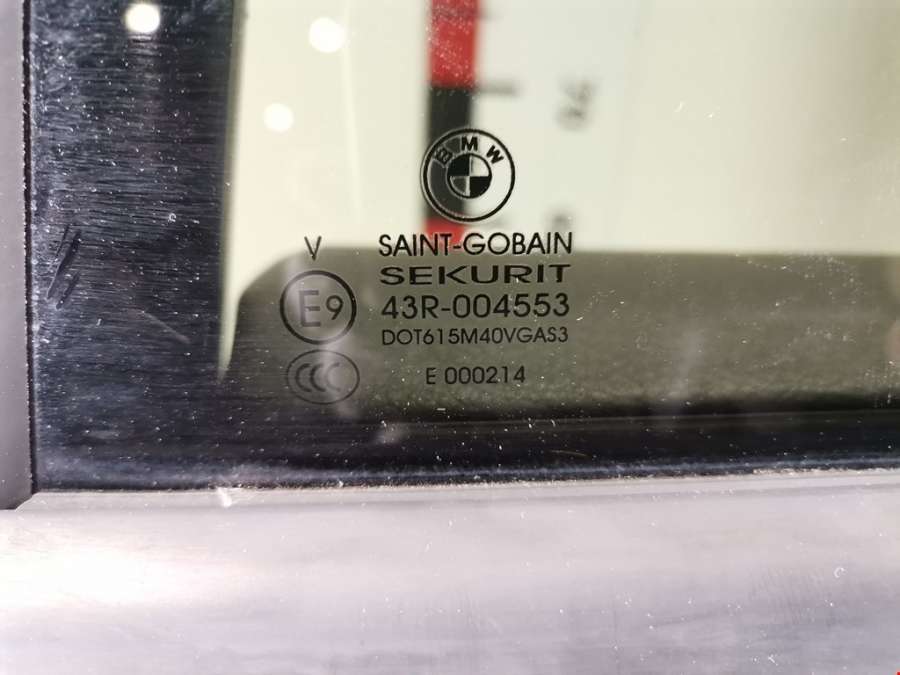 BMW
V
SAINT-GOBAIN
SEKURIT
E9
43R-004553
DOT615M40VGAS3
CCC
E 000214